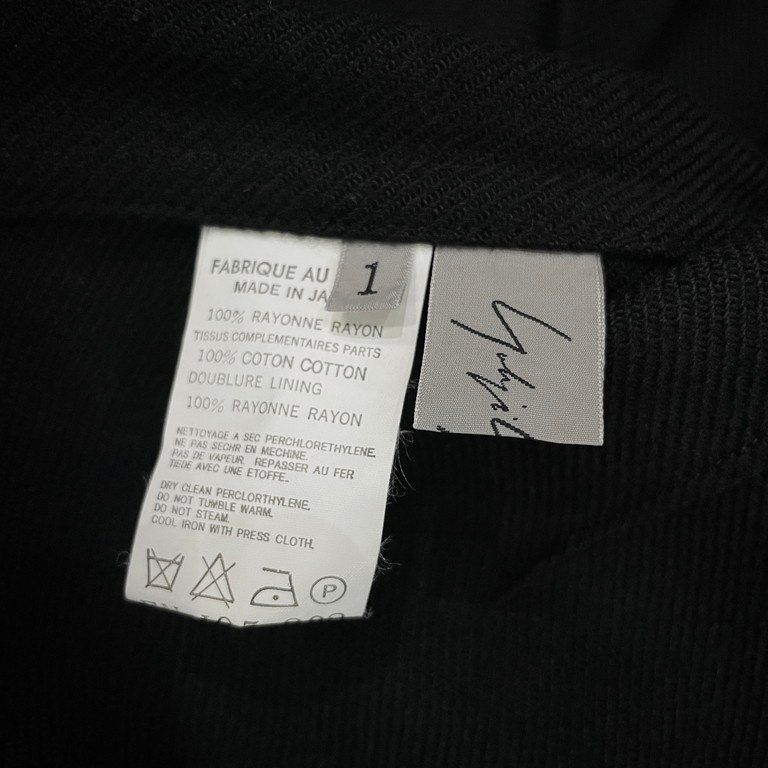 FABRIQUE AU
MADE IN JA
1
100% RAYONNE RAYON
TISSUS COMPLEMENTAIRES PARTS
100% COTON COTTON
DOUBLURE LINING
100% RAYONNE RAYON
NETTOYAGE A SEC PERCHLORETHYLENE.
NE PAS SECHR EN MECHINE.
PAS DE VAPEUR. REPASSER AU FER
TIEDE AVEC UNE ETOFFE.
DRY CLEAN PERCLORTHYLENE.
DO NOT TUMBLE WARM.
DO NOT STEAM.
COOL IRON WITH PRESS CLOTH.
P